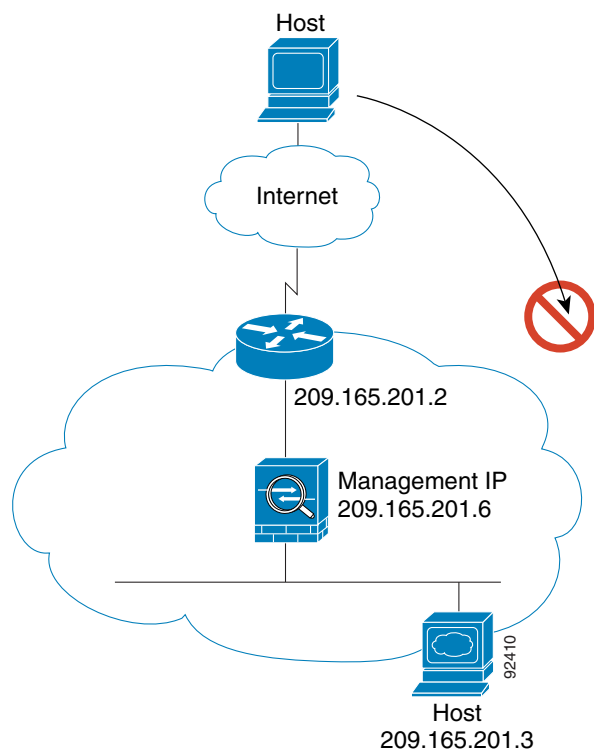 Host
Internet
209.165.201.2
Management IP
209.165.201.6
92410
Host
209.165.201.3